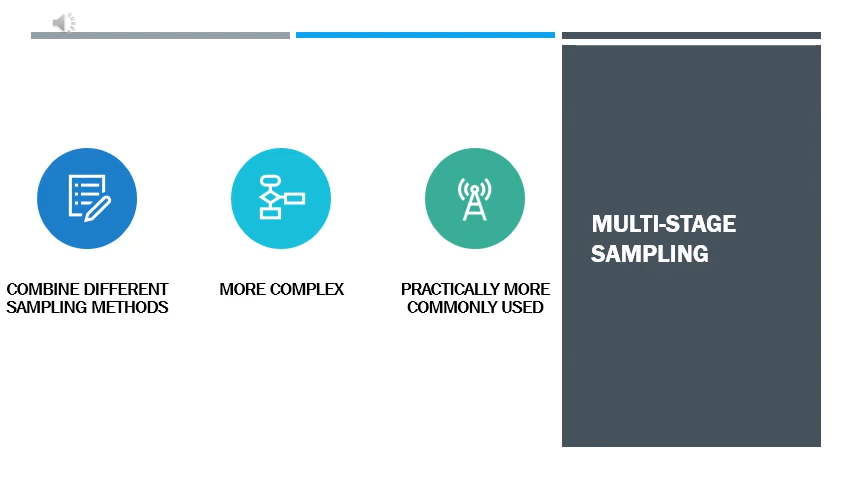 COMBINE DIFFERENT
SAMPLING METHODS
MORE COMPLEX
PRACTICALLY MORE
COMMONLY USED
MULTI-STAGE
SAMPLING